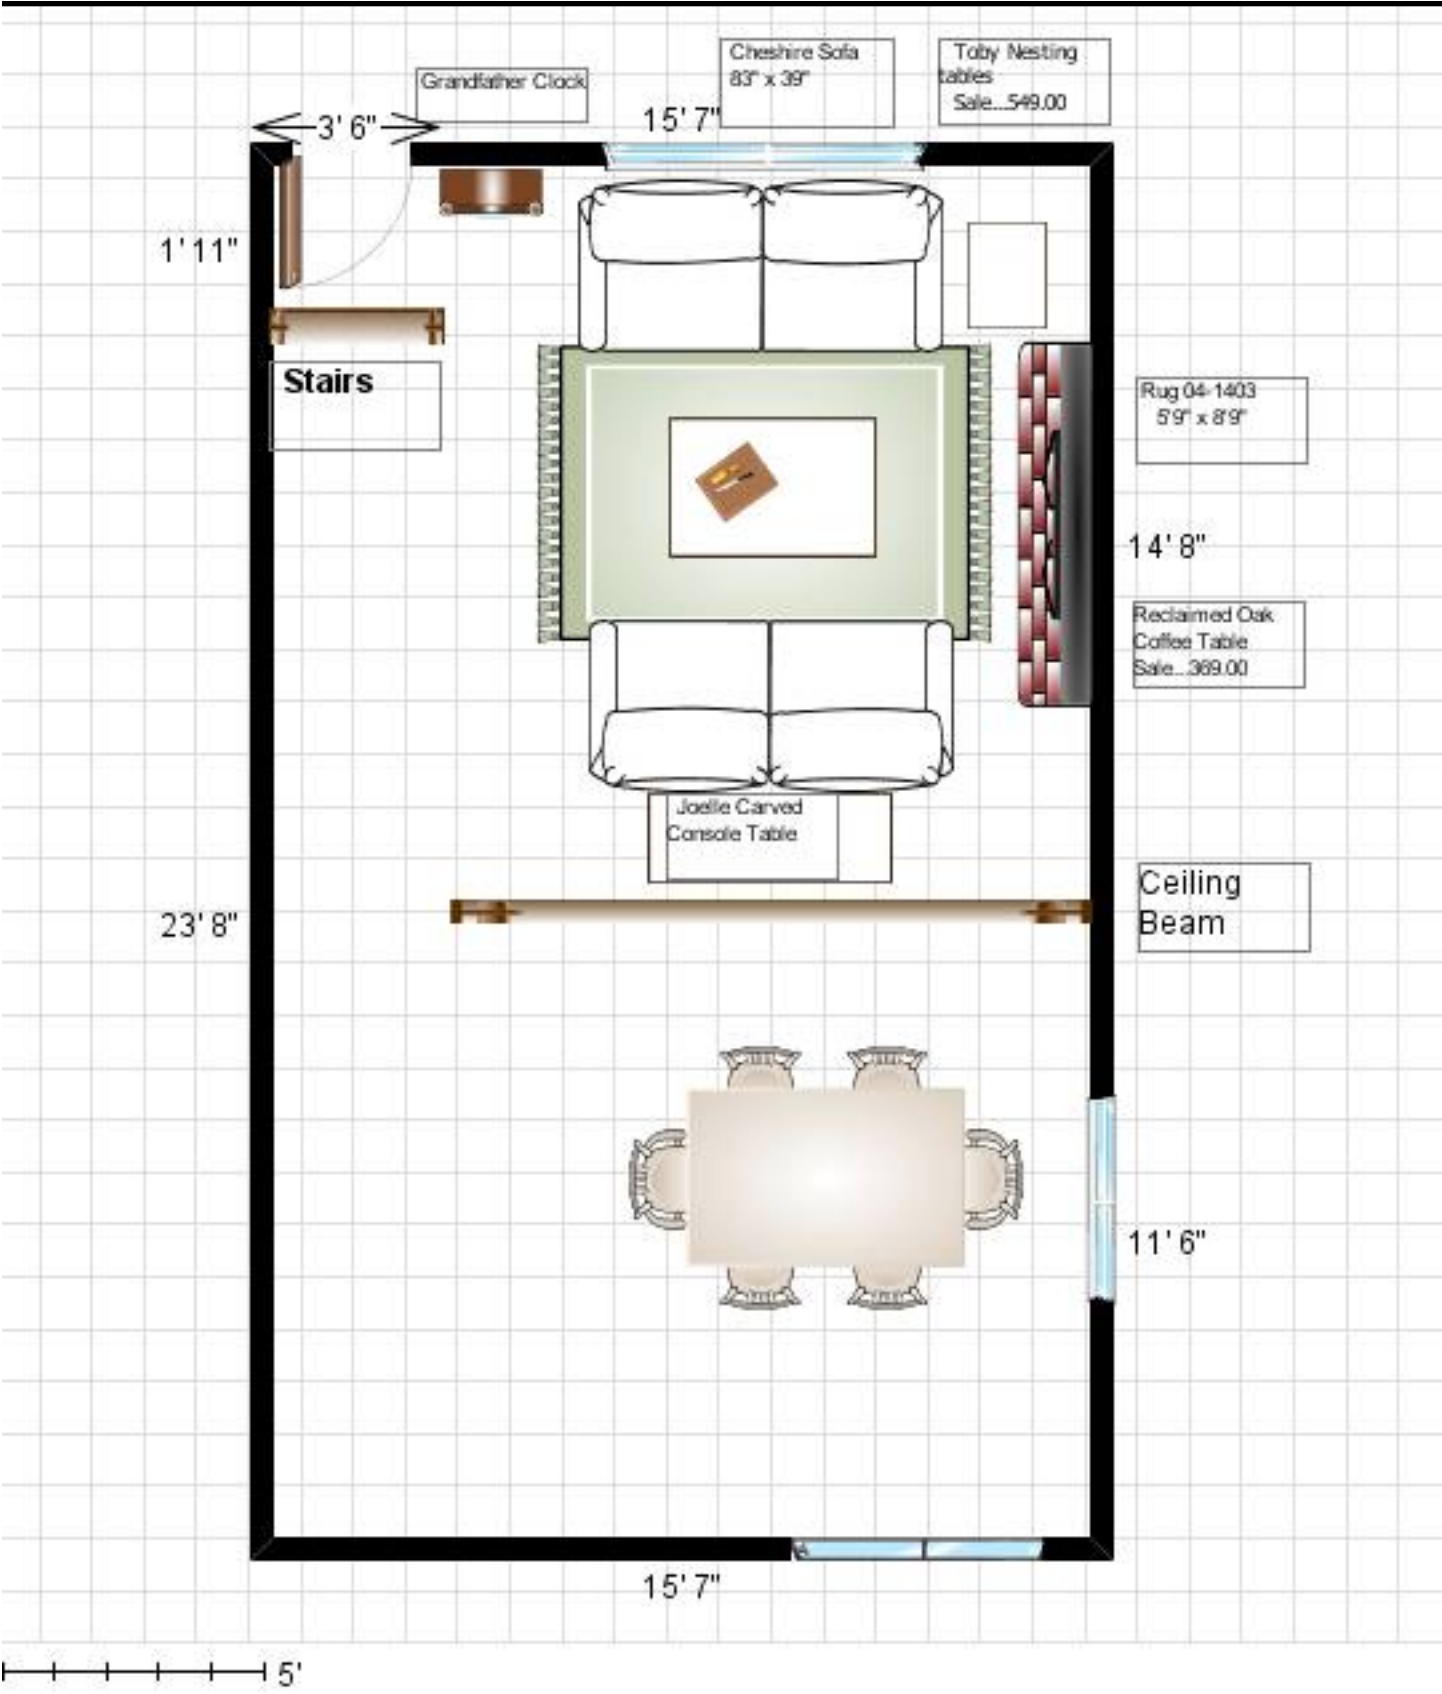 Cheshire Sofa
83" x 39"
Toby Nesting
tables
Sale...549.00
Grandfather Clock
3' 6"
15' 7"
1' 11"
Stairs
Rug 04-1403
5'9" x 8'9"
14' 8"
Reclaimed Oak
Coffee Table
Sale...369.00
Joelle Carved
Console Table
Ceiling
Beam
23' 8"
11' 6"
15' 7"
5'